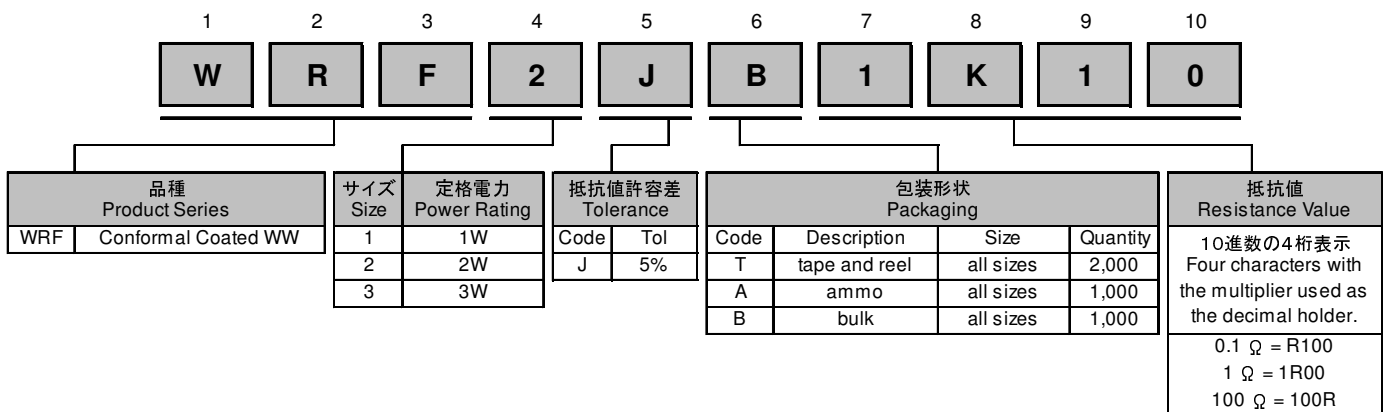 1 2 3 4 5 6 7 8 9 10
W R F 2 J B 1 K 1 0
品種
Product Series
WRF Conformal Coated WW
サイズ 定格電力
Size Power Rating
1 1W
2 2W
3 3W
抵抗値許容差
Tolerance
Code Tol
J 5%
包装形状
Packaging
Code Description Size Quantity
T tape and reel all sizes 2,000
A ammo all sizes 1,000
B bulk all sizes 1,000
抵抗値
Resistance Value
10進数の4桁表示
Four characters with
the multiplier used as
the decimal holder.
0.1 Ω = R100
1 Ω = 1R00
100 Ω = 100R